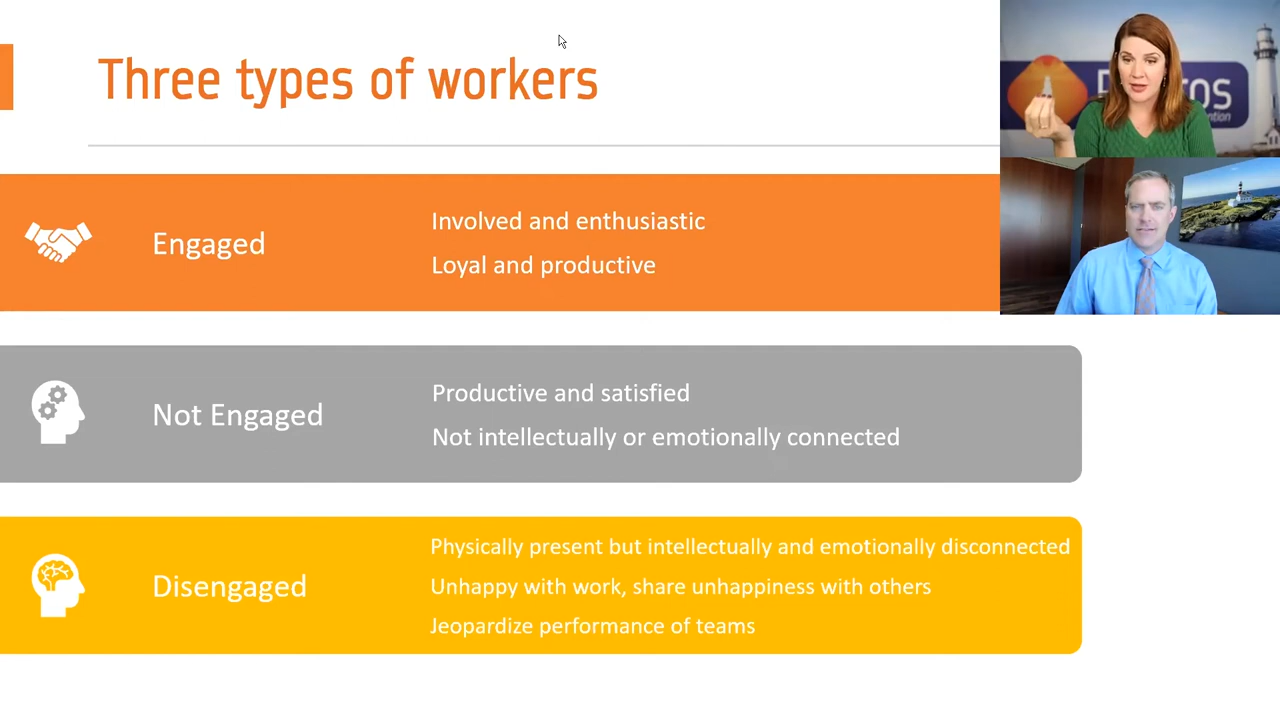 Three types of workers
Engaged
Involved and enthusiastic
Loyal and productive
Not Engaged
Productive and satisfied
Not intellectually or emotionally connected
Disengaged
Physically present but intellectually and emotionally disconnected
Unhappy with work, share unhappiness with others
Jeopardize performance of teams